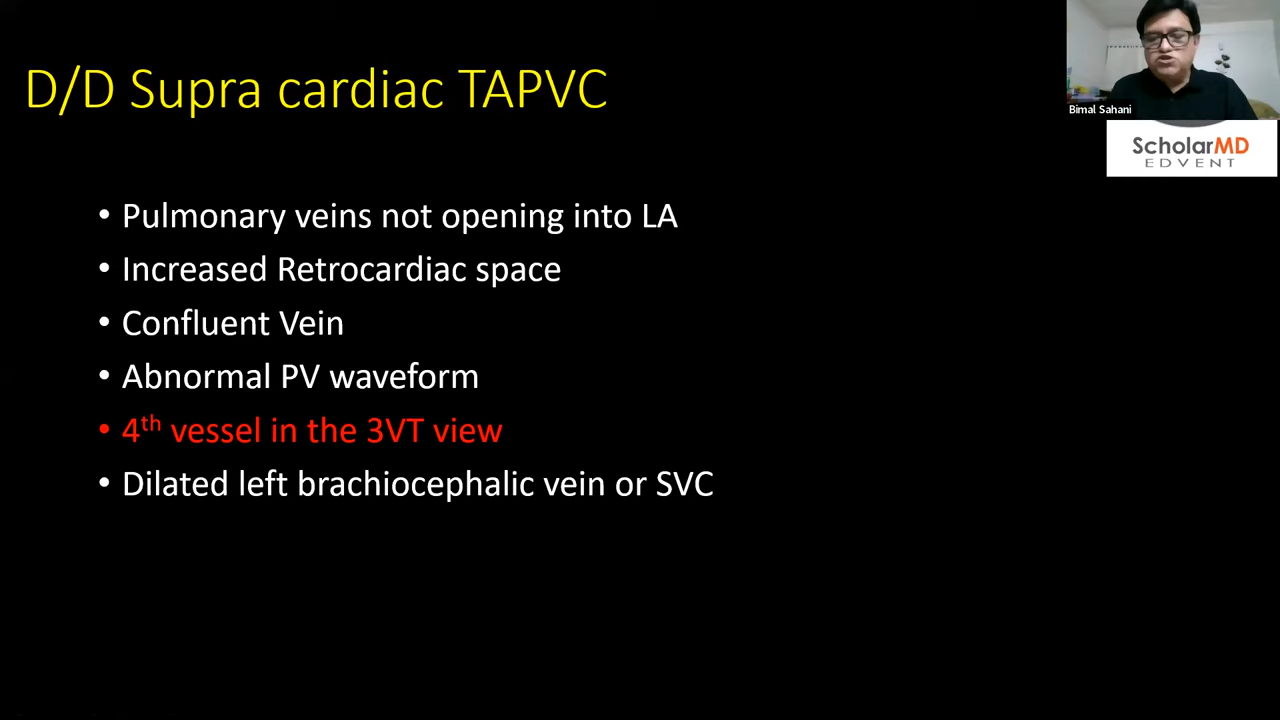 D/D Supra cardiac TAPVC
Bimal Sahani
ScholarMD
EDVENT
• Pulmonary veins not opening into LA
• Increased Retrocardiac space
• Confluent Vein
• Abnormal PV waveform
• 4th vessel in the 3VT view
• Dilated left brachiocephalic vein or SVC